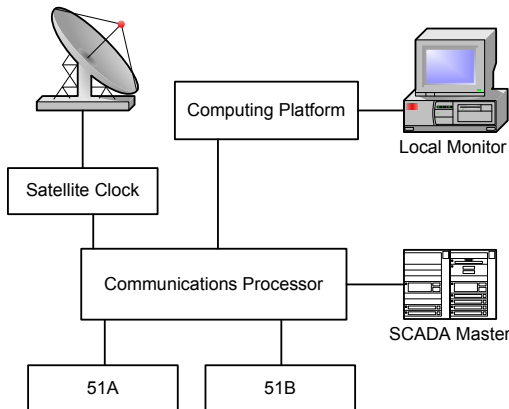 Computing Platform
Local Monitor
Satellite Clock
Communications Processor
SCADA Master
51A
51B